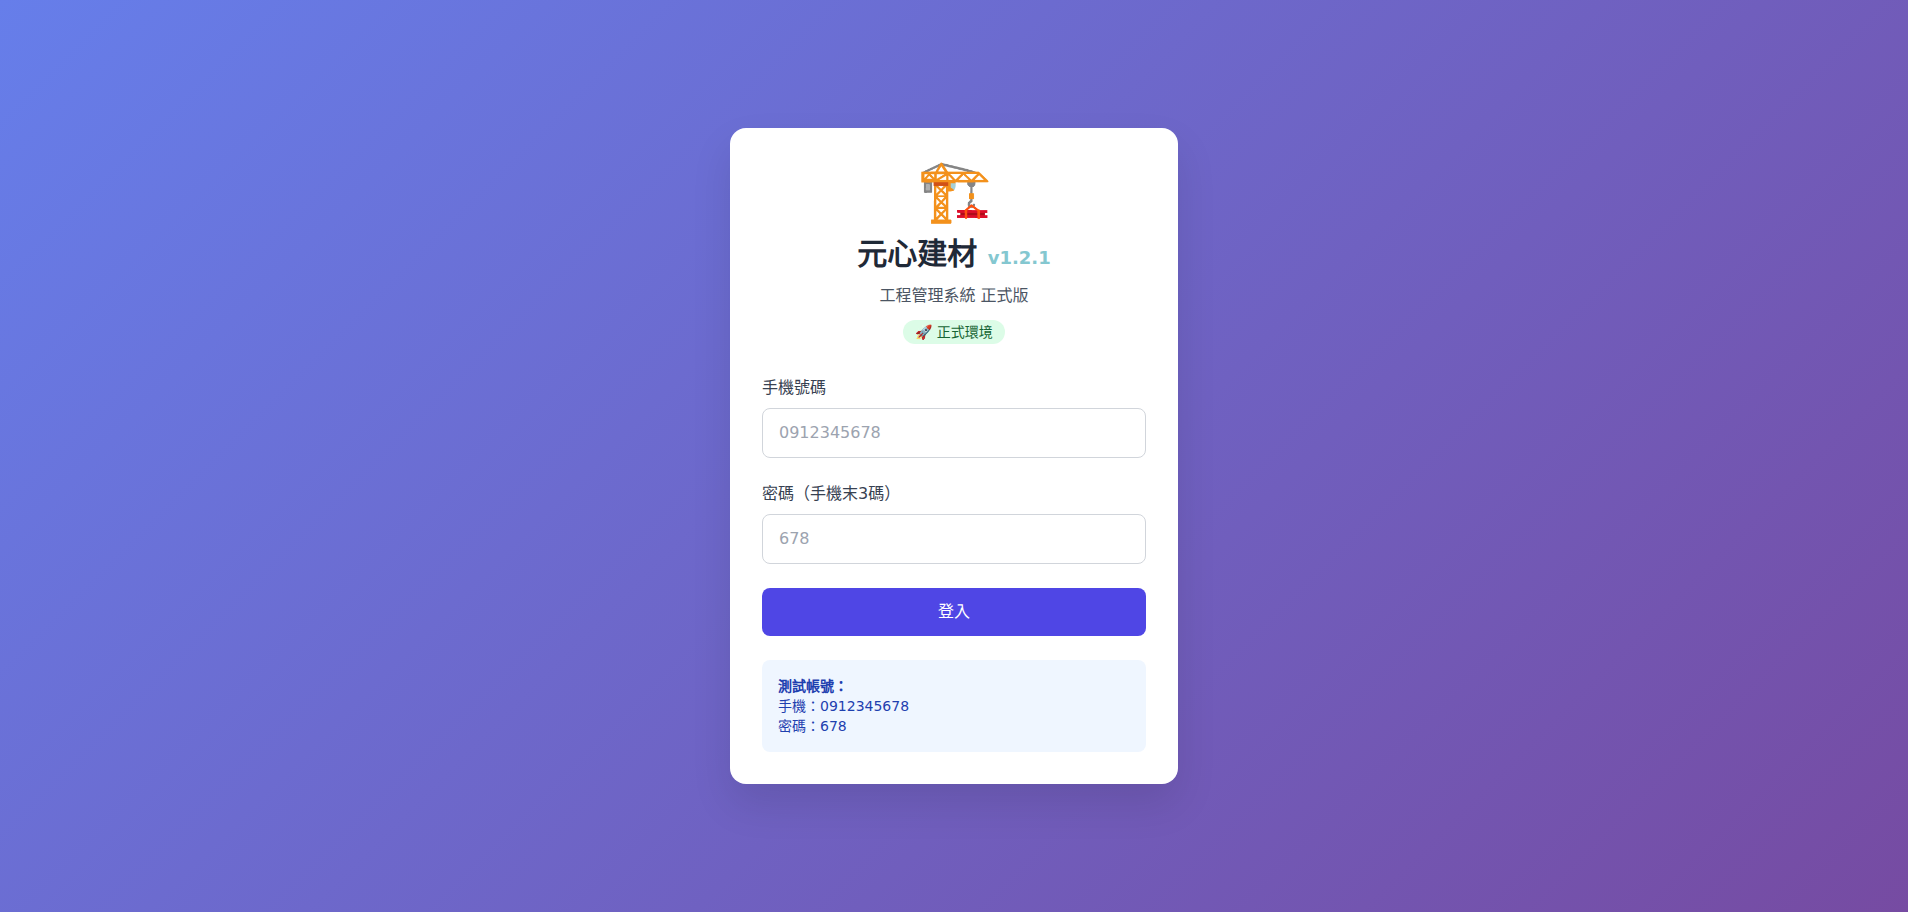 元心建材 v1.2.1
工程管理系統 正式版
🚀 正式環境
手機號碼
0912345678
密碼（手機末3碼）
678
登入
測試帳號：
手機：0912345678
密碼：678